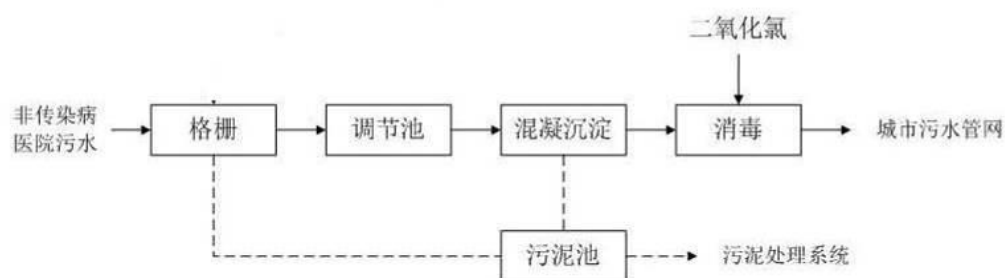 二氧化氯
非传染病
医院污水
格栅
调节池
混凝沉淀
消毒
城市污水管网
污泥池
污泥处理系统